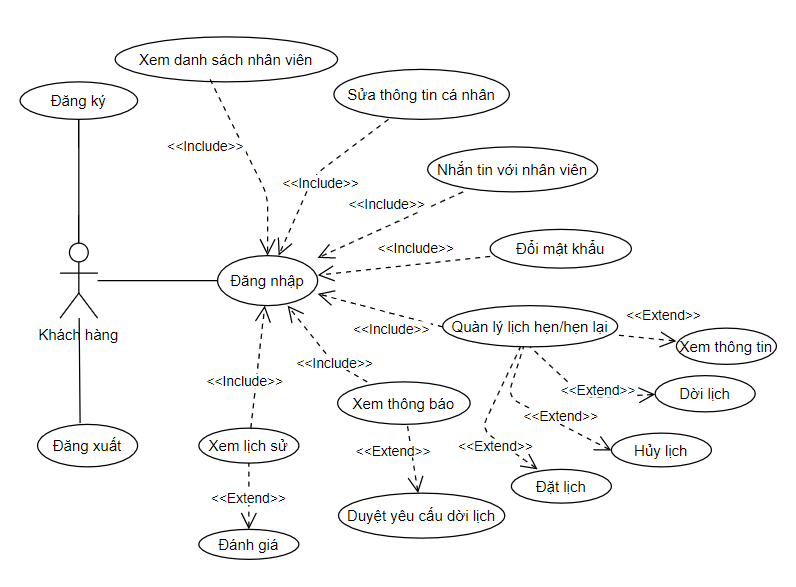 Xem danh sách nhân viên
Đăng ký
Sửa thông tin cá nhân
<<Include>>
Nhắn tin với nhân viên
<<Include>>
<<Include>>
Đổi mật khẩu
<<Include>>
Đăng nhập
Khách hàng
<<Include>>
Quản lý lịch hẹn/hẹn lại
<<Extend>>
Xem thông tin
<<Include>>
<<Include>>
<<Extend>>
Dời lịch
Xem thông báo
<<Extend>>
Đăng xuất
Xem lịch sử
<<Extend>>
<<Extend>>
Hủy lịch
Đặt lịch
<<Extend>>
Duyệt yêu cầu dời lịch
Đánh giá